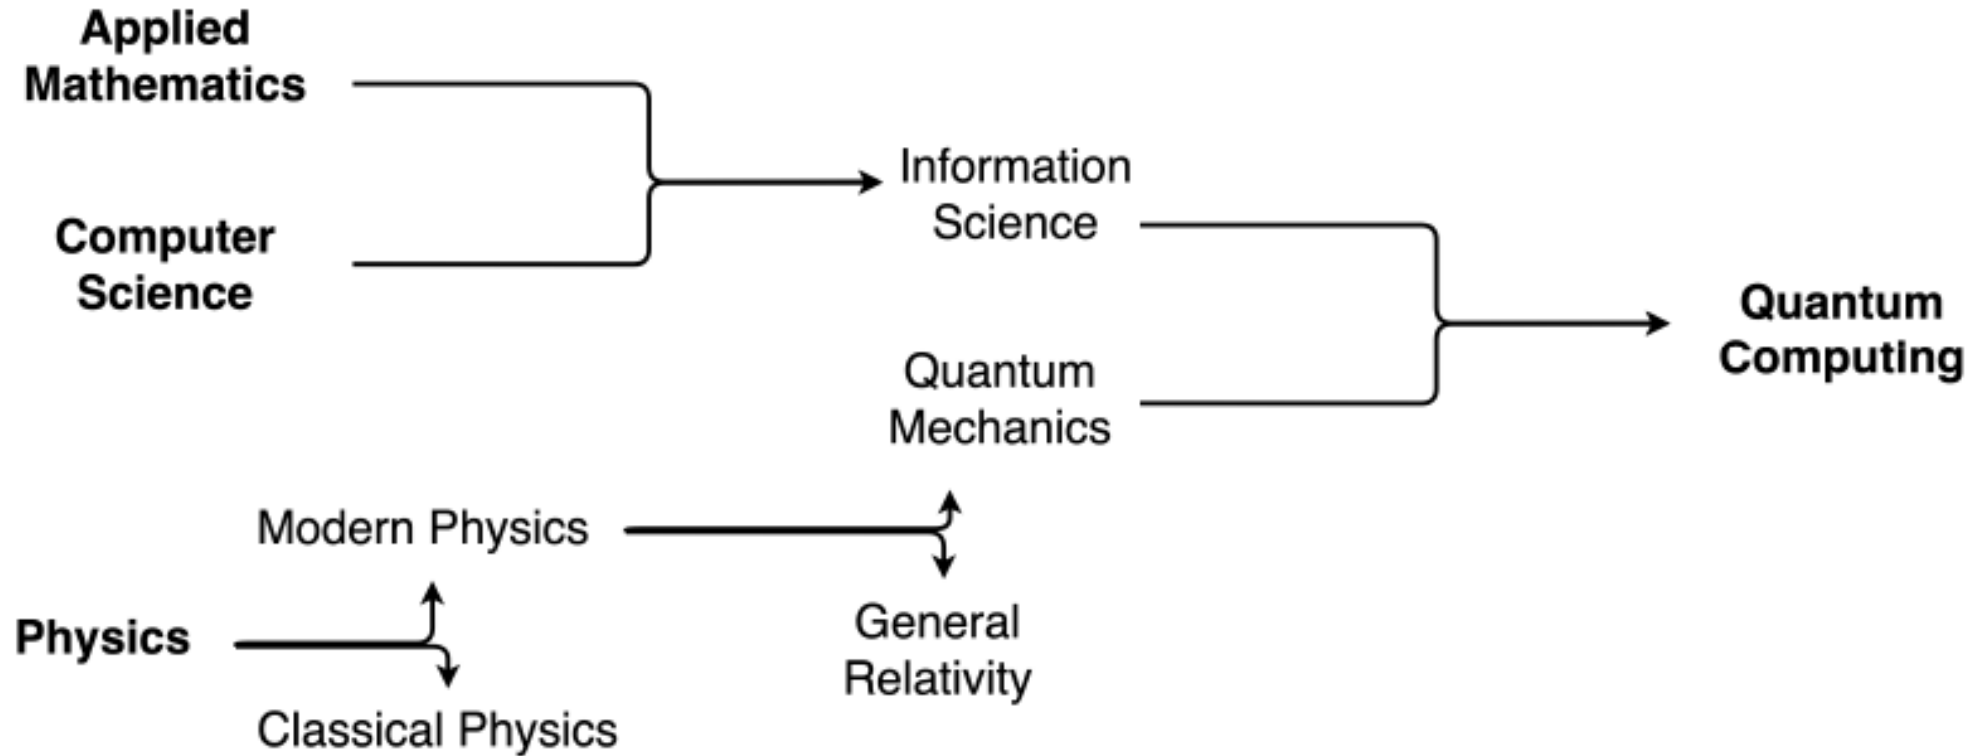 Applied
Mathematics
Computer
Science
Information
Science
Quantum
Mechanics
Quantum
Computing
Modern Physics
Physics
Classical Physics
General
Relativity